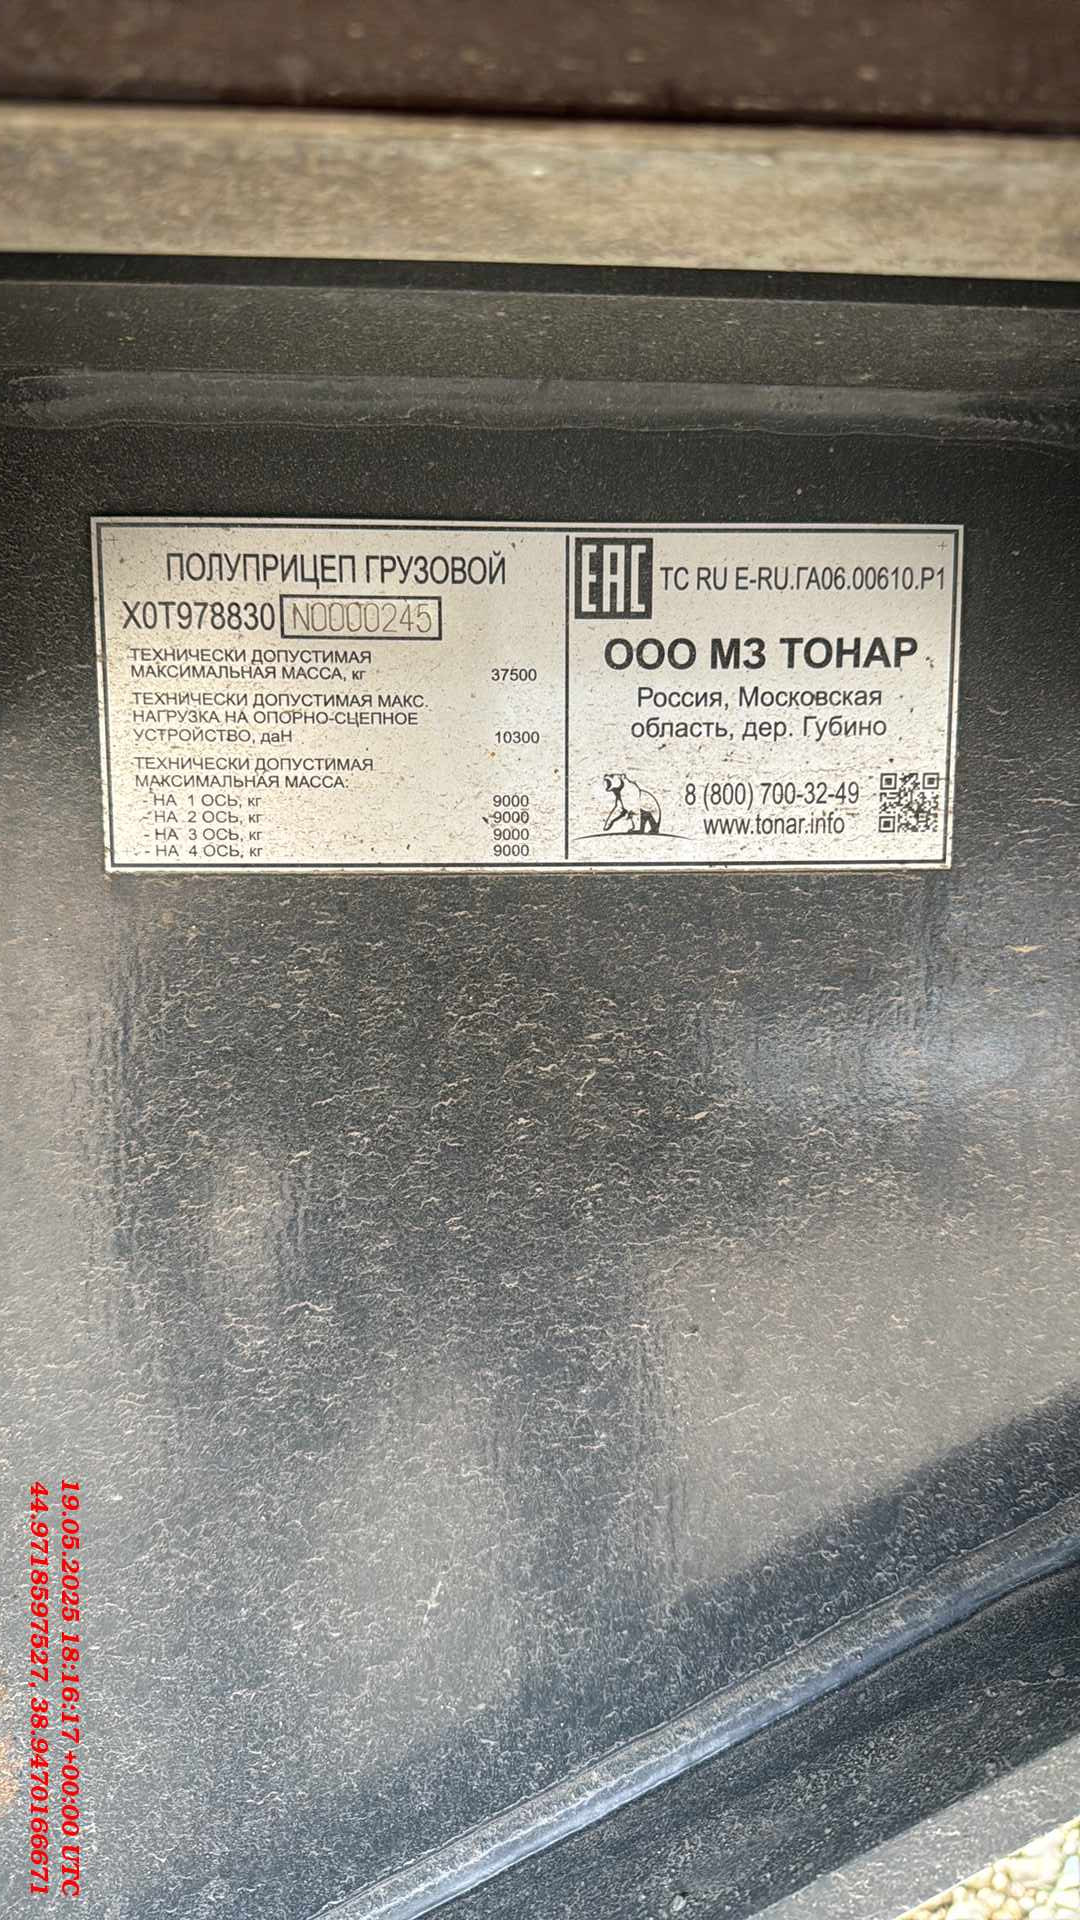 ПОЛУПРИЦЕП ГРУЗОВОЙ
X0T978830 N0000245
ТЕХНИЧЕСКИ ДОПУСТИМАЯ
МАКСИМАЛЬНАЯ МАССА, кг 37500
ТЕХНИЧЕСКИ ДОПУСТИМАЯ МАКС.
НАГРУЗКА НА ОПОРНО-СЦЕПНОЕ
УСТРОЙСТВО, даН 10300
ТЕХНИЧЕСКИ ДОПУСТИМАЯ
МАКСИМАЛЬНАЯ МАССА:
- НА 1 ОСЬ, кг 9000
- НА 2 ОСЬ, кг 9000
- НА 3 ОСЬ, кг 9000
- НА 4 ОСЬ, кг 9000
EAC TC RU E-RU.ГА06.00610.P1
ООО МЗ ТОНАР
Россия, Московская
область, дер. Губино
8 (800) 700-32-49
www.tonar.info
19.05.2025 18:16:17 +00:00 UTC
44.9718597527, 38.9470166671